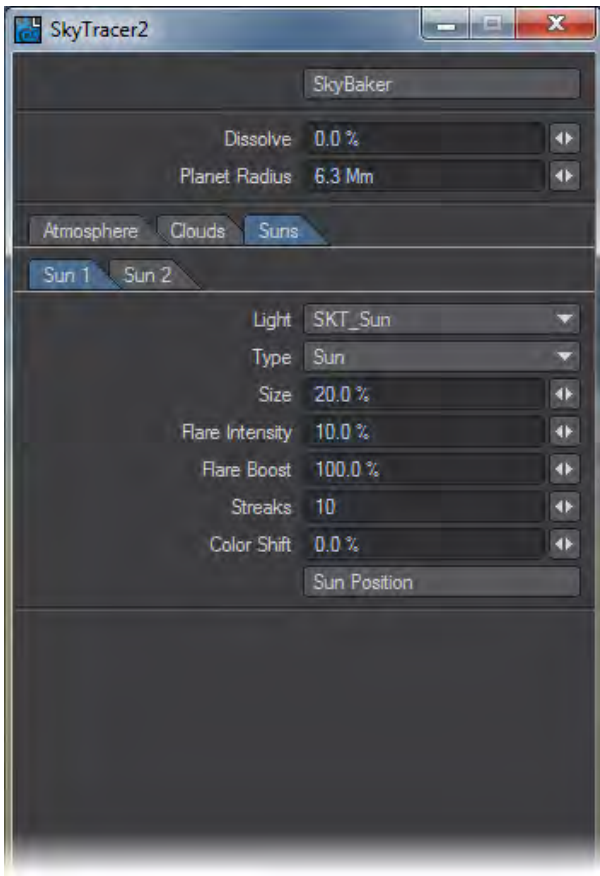 SkyTracer2
SkyBaker
Dissolve 0.0 %
Planet Radius 6.3 Mm
Atmosphere Clouds Suns
Sun 1 Sun 2
Light SKT_Sun
Type Sun
Size 20.0 %
Flare Intensity 10.0 %
Flare Boost 100.0 %
Streaks 10
Color Shift 0.0 %
Sun Position